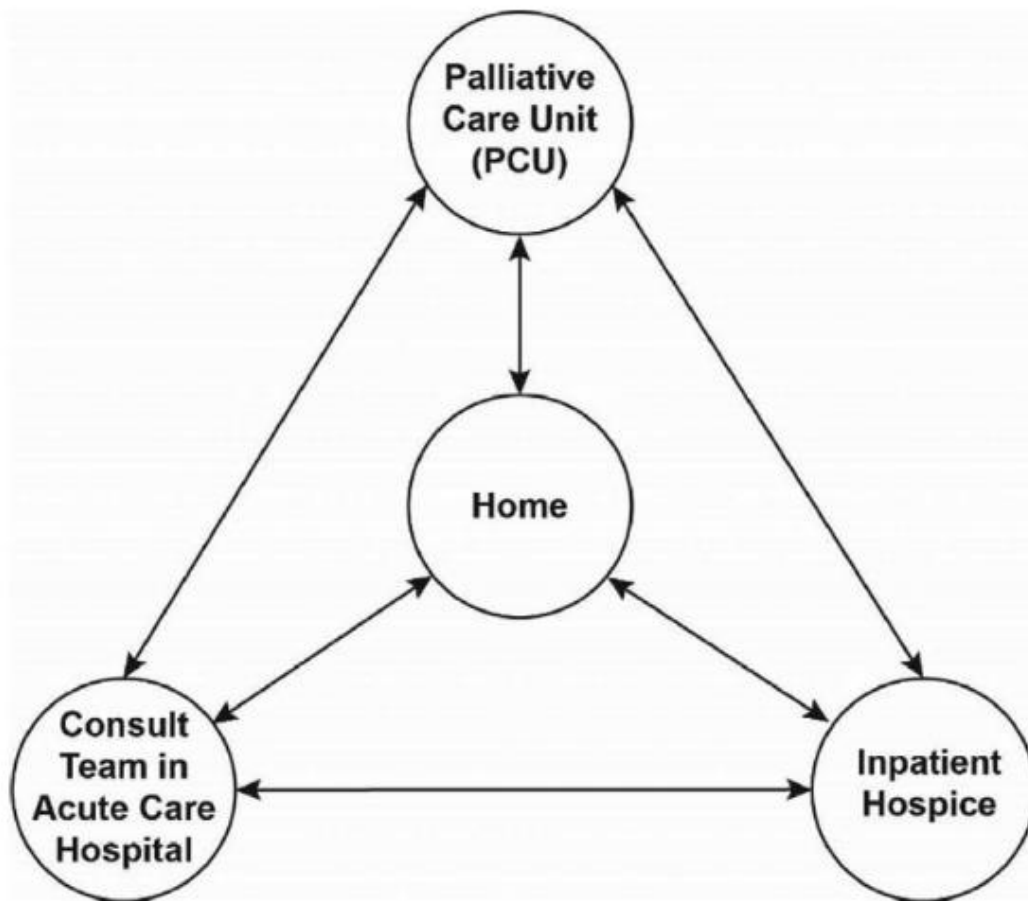 Palliative
Care Unit
(PCU)
Home
Consult
Team in
Acute Care
Hospital
Inpatient
Hospice